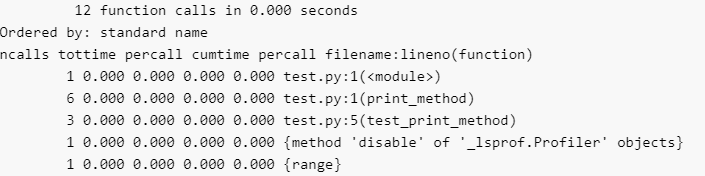 12 function calls in 0.000 seconds
Ordered by: standard name
ncalls tottime percall cumtime percall filename:lineno(function)
1 0.000 0.000 0.000 0.000 test.py:1(<module>)
6 0.000 0.000 0.000 0.000 test.py:1(print_method)
3 0.000 0.000 0.000 0.000 test.py:5(test_print_method)
1 0.000 0.000 0.000 0.000 {method 'disable' of '_lsprof.Profiler' objects}
1 0.000 0.000 0.000 0.000 {range}